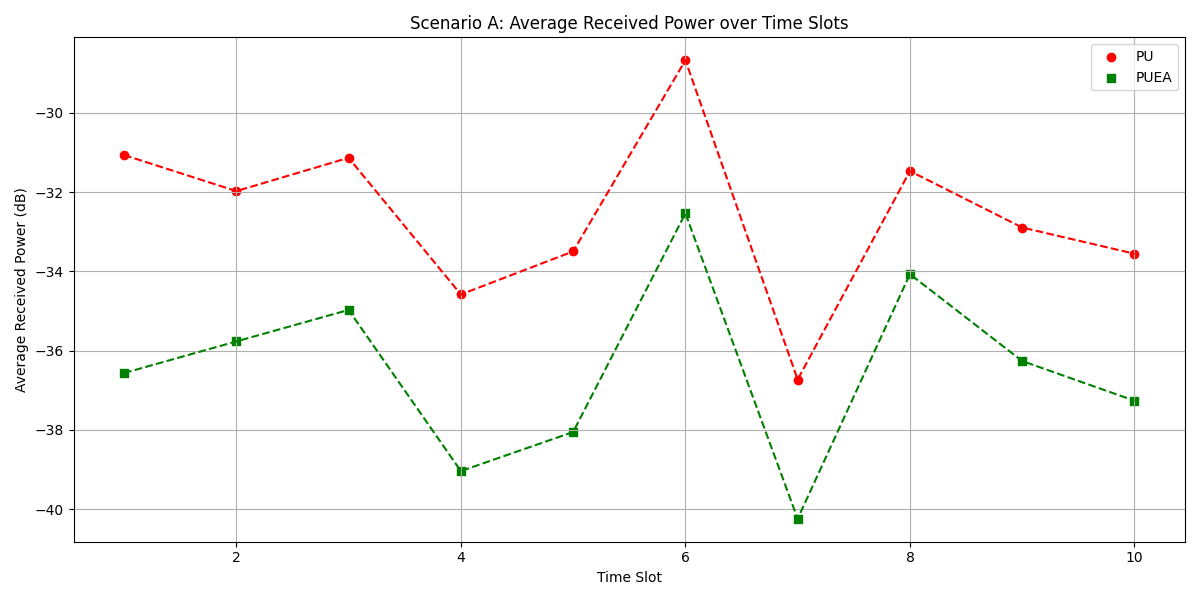 Scenario A: Average Received Power over Time Slots
PU
PUEA
Average Received Power (dB)
−30
−32
−34
−36
−38
−40
2
4
6
8
10
Time Slot